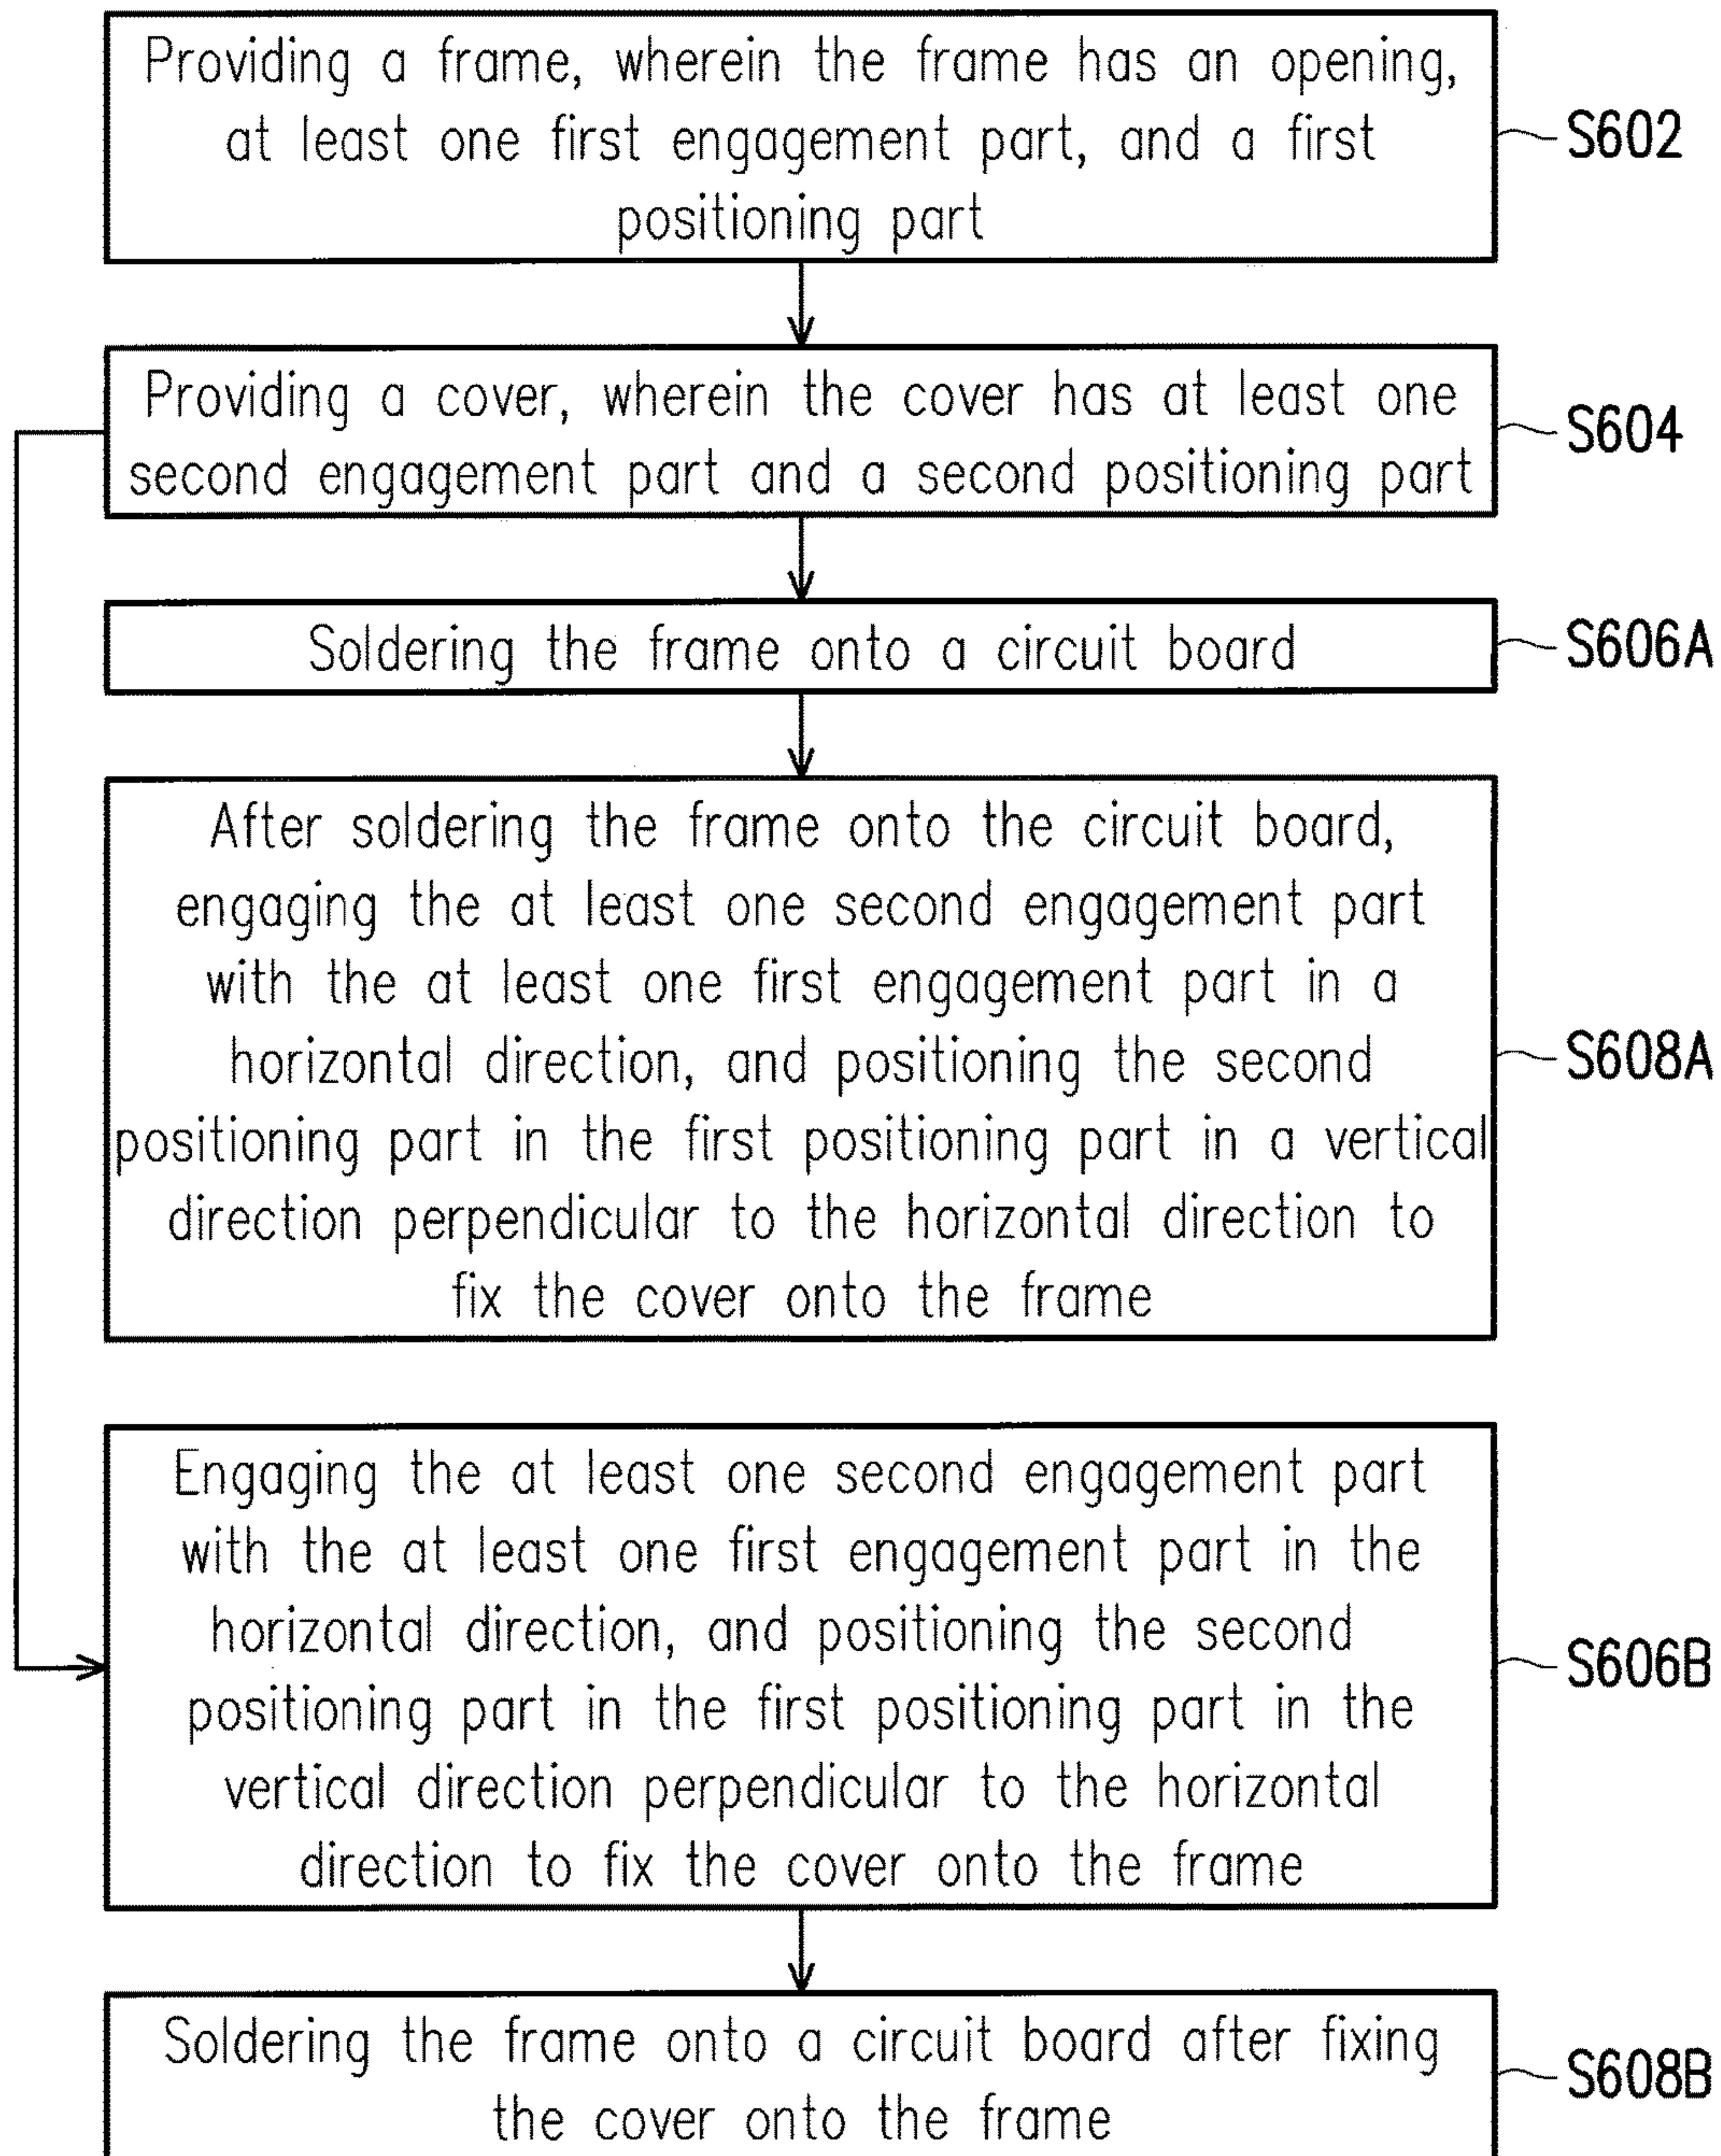 Providing a frame, wherein the frame has an opening,
at least one first engagement part, and a first
positioning part
S602
Providing a cover, wherein the cover has at least one
second engagement part and a second positioning part
S604
Soldering the frame onto a circuit board
S606A
After soldering the frame onto the circuit board,
engaging the at least one second engagement part
with the at least one first engagement part in a
horizontal direction, and positioning the second
positioning part in the first positioning part in a vertical
direction perpendicular to the horizontal direction to
fix the cover onto the frame
S608A
Engaging the at least one second engagement part
with the at least one first engagement part in the
horizontal direction, and positioning the second
positioning part in the first positioning part in the
vertical direction perpendicular to the horizontal
direction to fix the cover onto the frame
S606B
Soldering the frame onto a circuit board after fixing
the cover onto the frame
S608B